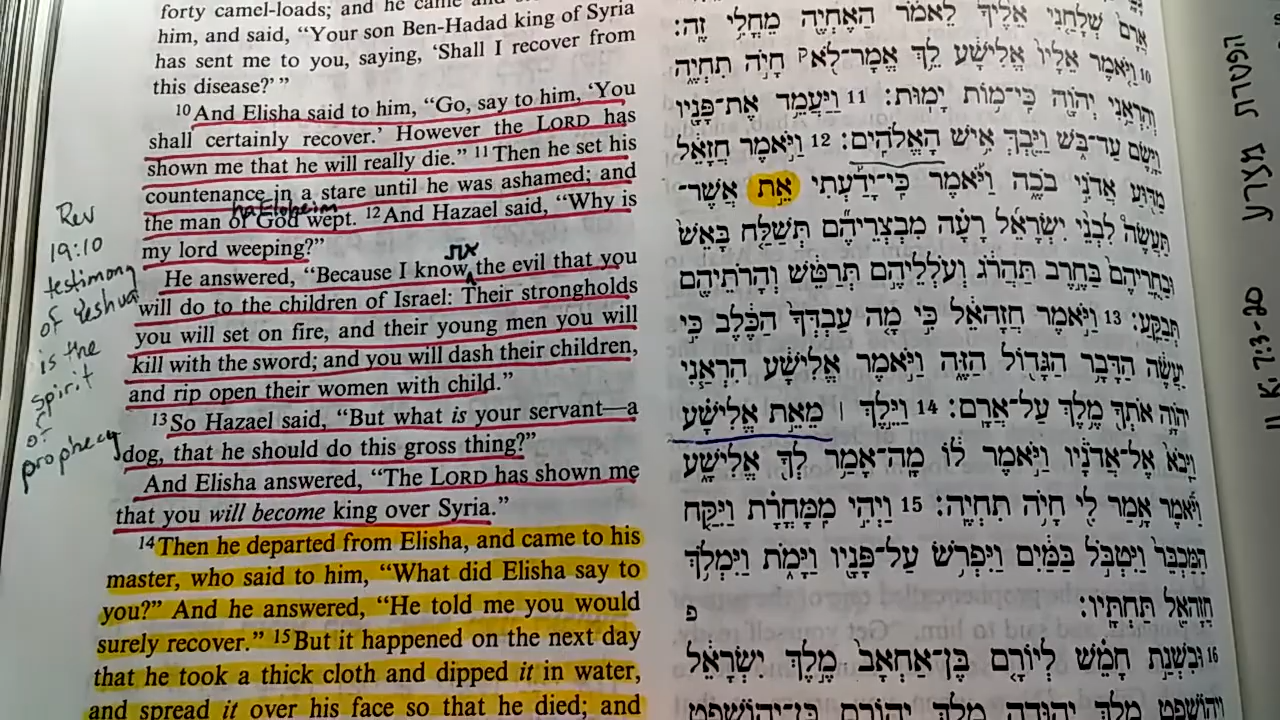 forty camel-loads; and he came and
him, and said, “Your son Ben-Hadad king of Syria
has sent me to you, saying, ‘Shall I recover from
this disease?’ ”
10 And Elisha said to him, “Go, say to him, ‘You
shall certainly recover.’ However the LORD has
shown me that he will really die.” 11 Then he set his
countenance in a stare until he was ashamed; and
haEloheim
the man of God wept. 12 And Hazael said, “Why is
my lord weeping?”
את
He answered, “Because I know the evil that you
will do to the children of Israel: Their strongholds
you will set on fire, and their young men you will
kill with the sword; and you will dash their children,
and rip open their women with child.”
13 So Hazael said, “But what is your servant—a
dog, that he should do this gross thing?”
And Elisha answered, “The LORD has shown me
that you will become king over Syria.”
14 Then he departed from Elisha, and came to his
master, who said to him, “What did Elisha say to
you?” And he answered, “He told me you would
surely recover.” 15 But it happened on the next day
that he took a thick cloth and dipped it in water,
and spread it over his face so that he died; and
Rev
19:10
testimony
of Yeshua
is the
spirit
of
prophecy
אֲרָם שְׁלָחַנִי אֵלֶיךָ לֵאמֹר הַאֶחְיֶה מֵחֳלִי זֶה׃
10 וַיֹּאמֶר אֵלָיו אֱלִישָׁע לֵךְ אֱמָר־לֹא חָיֹה תִחְיֶה
וְהִרְאַנִי יְהֹוָה כִּי־מוֹת יָמוּת׃ 11 וַיַּעֲמֵד אֶת־פָּנָיו
וַיָּשֶׂם עַד־בֹּשׁ וַיֵּבְךְּ אִישׁ הָאֱלֹהִים׃ 12 וַיֹּאמֶר חֲזָאֵל
מַדּוּעַ אֲדֹנִי בֹכֶה וַיֹּאמֶר כִּי־יָדַעְתִּי אֵת אֲשֶׁר־
תַּעֲשֶׂה לִבְנֵי יִשְׂרָאֵל רָעָה מִבְצְרֵיהֶם תְּשַׁלַּח בָּאֵשׁ
וּבַחֻרֵיהֶם בַּחֶרֶב תַּהֲרֹג וְעֹלְלֵיהֶם תְּרַטֵּשׁ וְהָרֹתֵיהֶם
תְּבַקֵּעַ׃ 13 וַיֹּאמֶר חֲזָהאֵל כִּי מָה עַבְדְּךָ הַכֶּלֶב כִּי
יַעֲשֶׂה הַדָּבָר הַגָּדוֹל הַזֶּה וַיֹּאמֶר אֱלִישָׁע הִרְאַנִי
יְהֹוָה אֹתְךָ מֶלֶךְ עַל־אֲרָם׃ 14 וַיֵּלֶךְ ׀ מֵאֵת אֱלִישָׁע
וַיָּבֹא אֶל־אֲדֹנָיו וַיֹּאמֶר לוֹ מָה־אָמַר לְךָ אֱלִישָׁע
וַיֹּאמֶר אָמַר לִי חָיֹה תִחְיֶה׃ 15 וַיְהִי מִמָּחֳרָת וַיִּקַּח
הַמַּכְבֵּר וַיִּטְבֹּל בַּמַּיִם וַיִּפְרֹשׂ עַל־פָּנָיו וַיָּמֹת וַיִּמְלֹךְ
חֲזָהאֵל תַּחְתָּיו׃ פ
16 וּבִשְׁנַת חָמֵשׁ לְיוֹרָם בֶּן־אַחְאָב מֶלֶךְ יִשְׂרָאֵל
וִיהוֹשָׁפָט מֶלֶךְ יְהוּדָה מָלַךְ יְהוֹרָם בֶּן־יְהוֹשָׁפָט
הפטרת מצרע
II K. 7:3-20